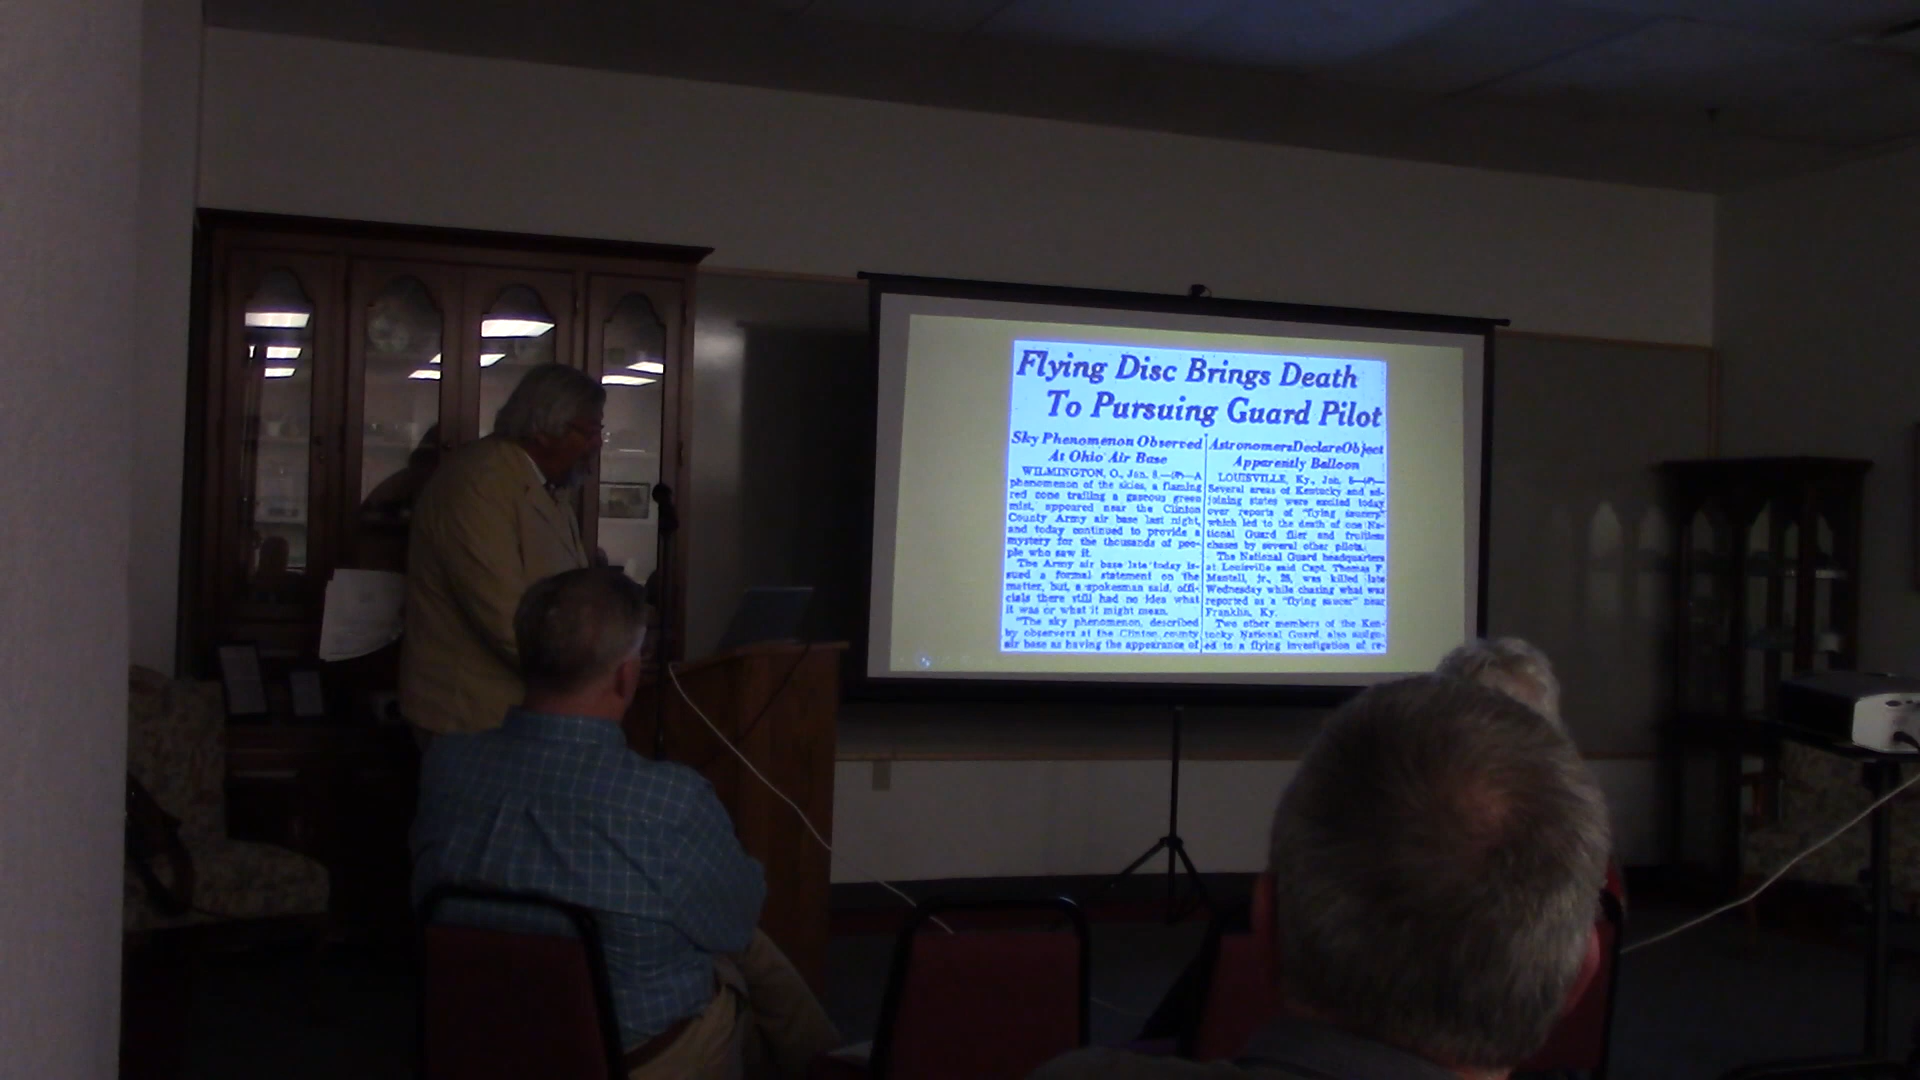 Flying Disc Brings Death
To Pursuing Guard Pilot
Sky Phenomenon Observed
At Ohio Air Base
WILMINGTON, O., Jan. 8.—(AP)—A
phenomenon of the skies, a flaming
red cone trailing a gaseous green
mist, appeared near the Clinton
County Army air base last night,
and today continued to provide a
mystery for the thousands of peo-
ple who saw it.
The Army air base late today is-
sued a formal statement on the
matter, but, a spokesman said, offi-
cials there still had no idea what
it was or what it might mean.
"The sky phenomenon, described
by observers at the Clinton county
air base as having the appearance of
Astronomers Declare Object
Apparently Balloon
LOUISVILLE, Ky., Jan. 8—(AP)—
Several areas of Kentucky and ad-
joining states were excited today
over reports of "flying saucers"
which led to the death of one Na-
tional Guard flier and fruitless
chases by several other pilots.
The National Guard headquarters
at Louisville said Capt. Thomas F.
Mantell, jr., 25, was killed late
Wednesday while chasing what was
reported as a "flying saucer" near
Franklin, Ky.
Two other members of the Ken-
tucky National Guard, also assign-
ed to a flying investigation of re-